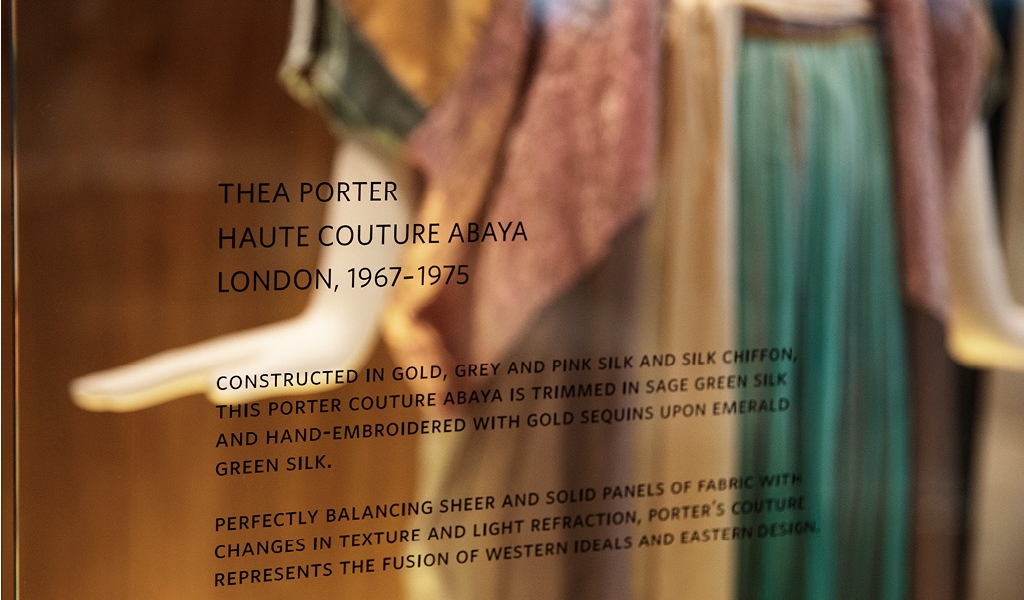 THEA PORTER
HAUTE COUTURE ABAYA
LONDON, 1967-1975
CONSTRUCTED IN GOLD, GREY AND PINK SILK AND SILK CHIFFON,
THIS PORTER COUTURE ABAYA IS TRIMMED IN SAGE GREEN SILK
AND HAND-EMBROIDERED WITH GOLD SEQUINS UPON EMERALD
GREEN SILK.
PERFECTLY BALANCING SHEER AND SOLID PANELS OF FABRIC WITH
CHANGES IN TEXTURE AND LIGHT REFRACTION, PORTER'S COUTURE
REPRESENTS THE FUSION OF WESTERN IDEALS AND EASTERN DESIGN.